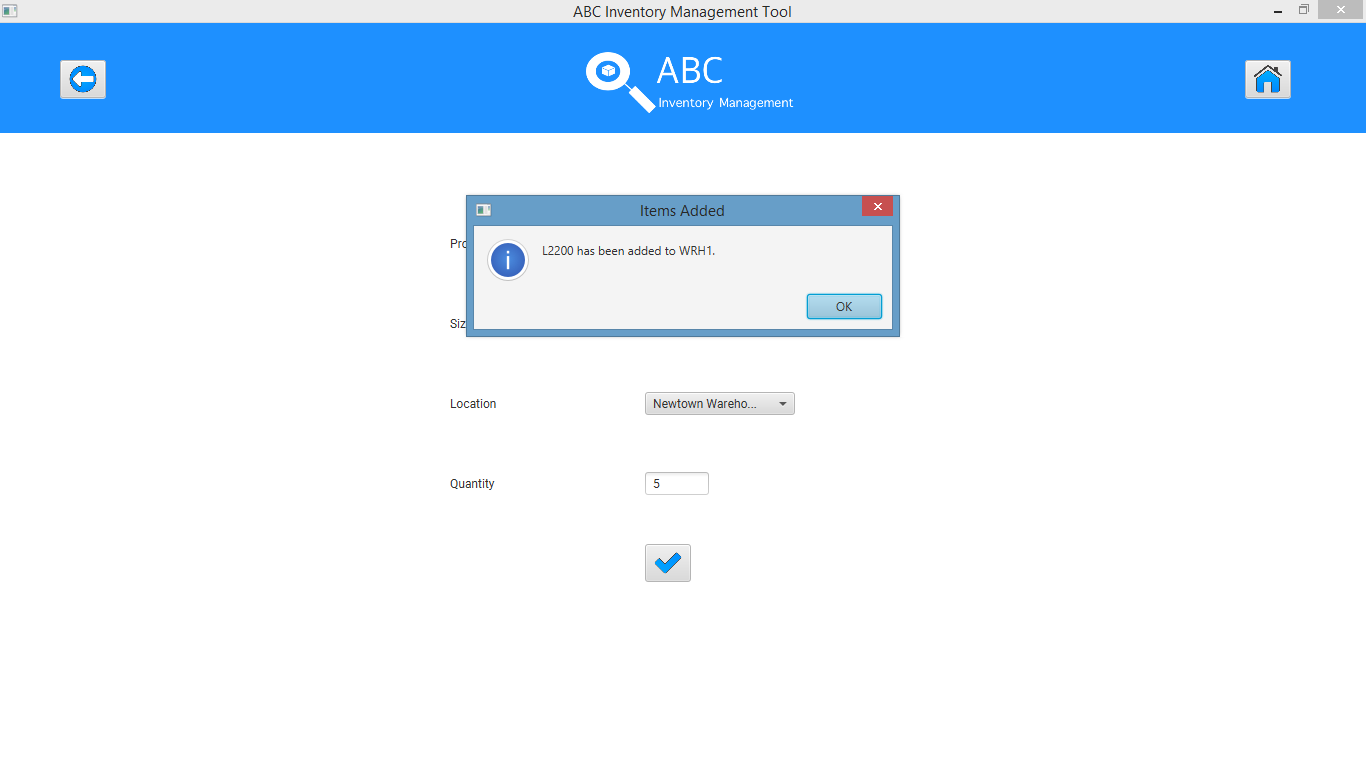 ABC Inventory Management Tool
ABC
Inventory Management
Items Added
L2200 has been added to WRH1.
OK
Pro
Siz
Location
Newtown Wareho...
Quantity
5